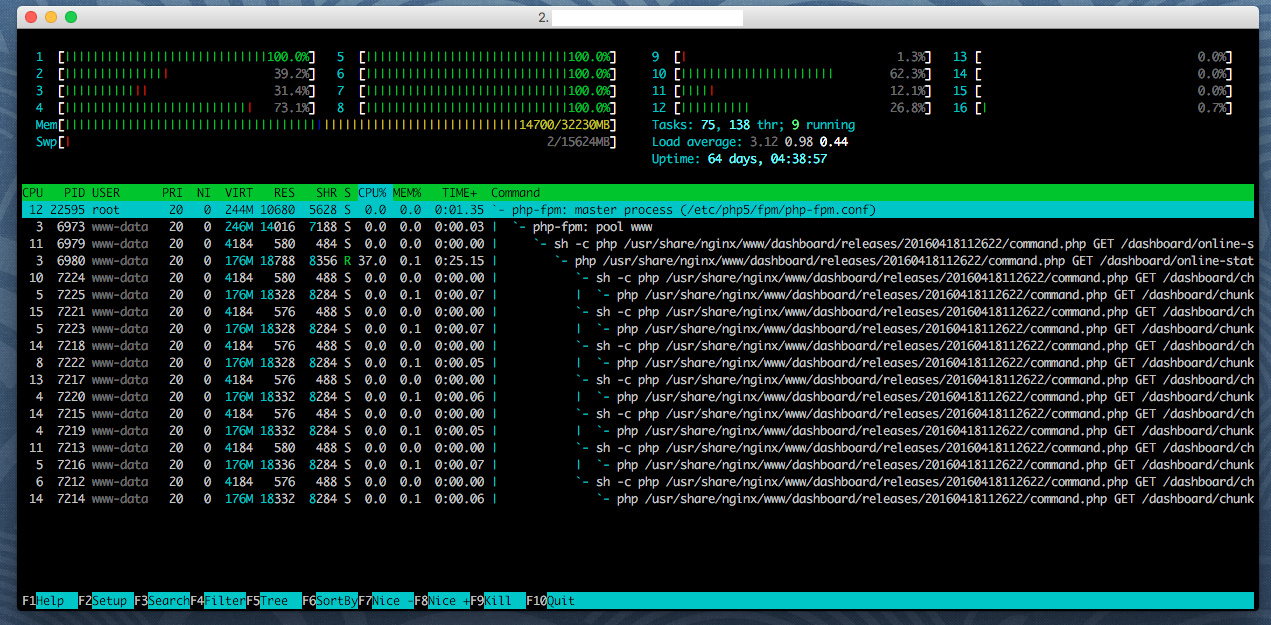 2.
1 [100.0%] 5 [100.0%] 9 [1.3%] 13 [0.0%]
2 [39.2%] 6 [100.0%] 10 [62.3%] 14 [0.0%]
3 [31.4%] 7 [100.0%] 11 [12.1%] 15 [0.0%]
4 [73.1%] 8 [100.0%] 12 [26.8%] 16 [0.7%]
Mem[14700/32230MB] Tasks: 75, 138 thr; 9 running
Swp[2/15624MB] Load average: 3.12 0.98 0.44
Uptime: 64 days, 04:38:57
CPU PID USER PRI NI VIRT RES SHR S CPU% MEM% TIME+ Command
12 22595 root 20 0 244M 10680 5628 S 0.0 0.0 0:01.35 `- php-fpm: master process (/etc/php5/fpm/php-fpm.conf)
3 6973 www-data 20 0 246M 14016 7188 S 0.0 0.0 0:00.03 | `- php-fpm: pool www
11 6979 www-data 20 0 4184 580 484 S 0.0 0.0 0:00.00 | `- sh -c php /usr/share/nginx/www/dashboard/releases/20160418112622/command.php GET /dashboard/online-s
3 6980 www-data 20 0 176M 18788 8356 R 37.0 0.1 0:25.15 | `- php /usr/share/nginx/www/dashboard/releases/20160418112622/command.php GET /dashboard/online-stat
10 7224 www-data 20 0 4184 580 488 S 0.0 0.0 0:00.00 | `- sh -c php /usr/share/nginx/www/dashboard/releases/20160418112622/command.php GET /dashboard/ch
5 7225 www-data 20 0 176M 18328 8284 S 0.0 0.1 0:00.07 | | `- php /usr/share/nginx/www/dashboard/releases/20160418112622/command.php GET /dashboard/chunk
15 7221 www-data 20 0 4184 576 488 S 0.0 0.0 0:00.00 | `- sh -c php /usr/share/nginx/www/dashboard/releases/20160418112622/command.php GET /dashboard/ch
5 7223 www-data 20 0 176M 18328 8284 S 0.0 0.1 0:00.07 | | `- php /usr/share/nginx/www/dashboard/releases/20160418112622/command.php GET /dashboard/chunk
14 7218 www-data 20 0 4184 576 488 S 0.0 0.0 0:00.00 | `- sh -c php /usr/share/nginx/www/dashboard/releases/20160418112622/command.php GET /dashboard/ch
8 7222 www-data 20 0 176M 18328 8284 S 0.0 0.1 0:00.05 | | `- php /usr/share/nginx/www/dashboard/releases/20160418112622/command.php GET /dashboard/chunk
13 7217 www-data 20 0 4184 576 488 S 0.0 0.0 0:00.00 | `- sh -c php /usr/share/nginx/www/dashboard/releases/20160418112622/command.php GET /dashboard/ch
4 7220 www-data 20 0 176M 18332 8284 S 0.0 0.1 0:00.06 | | `- php /usr/share/nginx/www/dashboard/releases/20160418112622/command.php GET /dashboard/chunk
14 7215 www-data 20 0 4184 576 484 S 0.0 0.0 0:00.00 | `- sh -c php /usr/share/nginx/www/dashboard/releases/20160418112622/command.php GET /dashboard/ch
4 7219 www-data 20 0 176M 18332 8284 S 0.0 0.1 0:00.05 | | `- php /usr/share/nginx/www/dashboard/releases/20160418112622/command.php GET /dashboard/chunk
11 7213 www-data 20 0 4184 580 488 S 0.0 0.0 0:00.00 | `- sh -c php /usr/share/nginx/www/dashboard/releases/20160418112622/command.php GET /dashboard/ch
5 7216 www-data 20 0 176M 18336 8284 S 0.0 0.1 0:00.07 | | `- php /usr/share/nginx/www/dashboard/releases/20160418112622/command.php GET /dashboard/chunk
6 7212 www-data 20 0 4184 576 488 S 0.0 0.0 0:00.00 | `- sh -c php /usr/share/nginx/www/dashboard/releases/20160418112622/command.php GET /dashboard/ch
14 7214 www-data 20 0 176M 18332 8284 S 0.0 0.1 0:00.06 | `- php /usr/share/nginx/www/dashboard/releases/20160418112622/command.php GET /dashboard/chunk
F1Help F2Setup F3SearchF4FilterF5Tree F6SortByF7Nice -F8Nice +F9Kill F10Quit